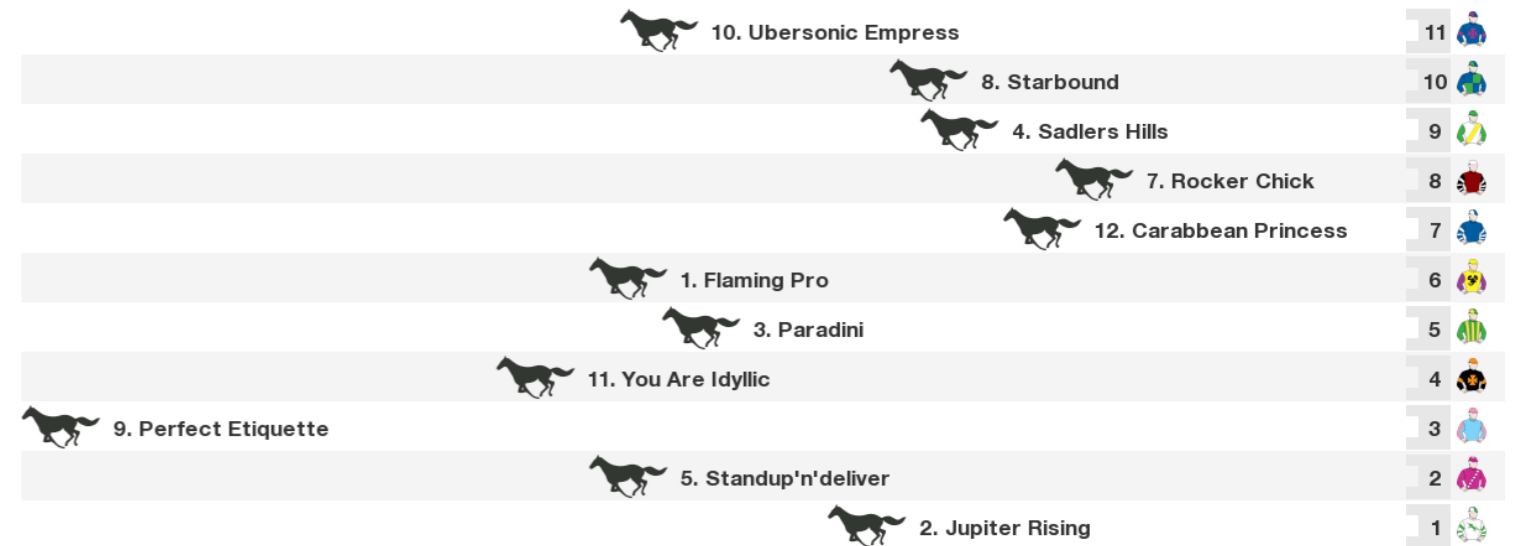 10. Ubersonic Empress 11
8. Starbound 10
4. Sadlers Hills 9
7. Rocker Chick 8
12. Carabbean Princess 7
1. Flaming Pro 6
3. Paradini 5
11. You Are Idyllic 4
9. Perfect Etiquette 3
5. Standup'n'deliver 2
2. Jupiter Rising 1